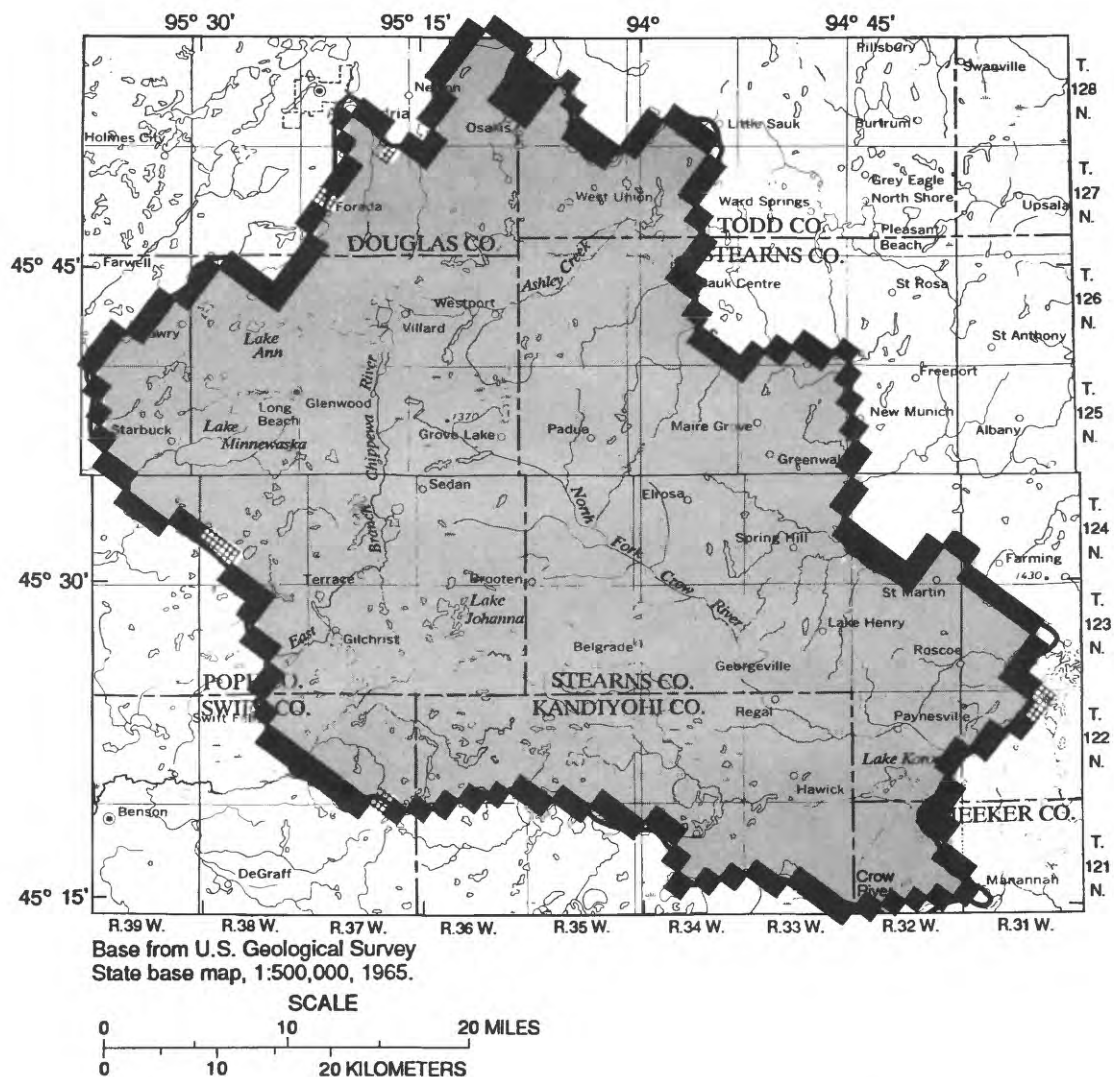 95° 30' 95° 15' 94° 94° 45'
Pillsbury
Swanville
T.
128
N.
Osakis
Little Sauk
Burtrum
Holmes City
Grey Eagle
T.
127
N.
West Union
Ward Springs
North Shore
Upsala
Forada
TODD CO.
Pleasant
Beach
DOUGLAS CO.
STEARNS CO.
45° 45'
Farwell
Ashley Creek
Sauk Centre
St Rosa
T.
126
N.
Westport
Villard
St Anthony
Lake
Ann
River
Freeport
T.
125
N.
Long
Beach
Glenwood
1370
New Munich
Starbuck
Lake
Minnewaska
Chippewa
Grove Lake
Padua
Maire Grove
Albany
Greenwal
Sedan
North
Elrosa
T.
124
N.
Branch
Fork
Spring Hill
Farming
1430
45° 30'
Terrace
Brooten
Crow
St Martin
Lake
Johanna
River
Lake Henry
T.
123
N.
East
Gilchrist
Belgrade
Georgeville
Roscoe
STEARNS CO.
KANDIYOHI CO.
Regal
Paynesville
T.
122
N.
Lake Koro
Hawick
Benson
EEKER CO.
DeGraff
Crow
River
Manannah
T.
121
N.
45° 15'
R.39 W. R.38 W. R.37 W. R.36 W. R.35 W. R.34 W. R.33 W. R.32 W. R.31 W.
Base from U.S. Geological Survey
State base map, 1:500,000, 1965.
SCALE
0 10 20 MILES
0 10 20 KILOMETERS